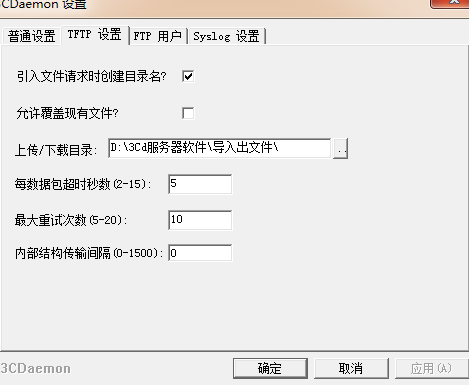 3CDaemon 设置
普通设置 TFTP 设置 FTP 用户 Syslog 设置
引入文件请求时创建目录名?
允许覆盖现有文件?
上传/下载目录: D:\3Cd服务器软件\导入出文件\ ..
每数据包超时秒数(2-15): 5
最大重试次数(5-20): 10
内部结构传输间隔(0-1500): 0
3CDaemon 确定 取消 应用(A)